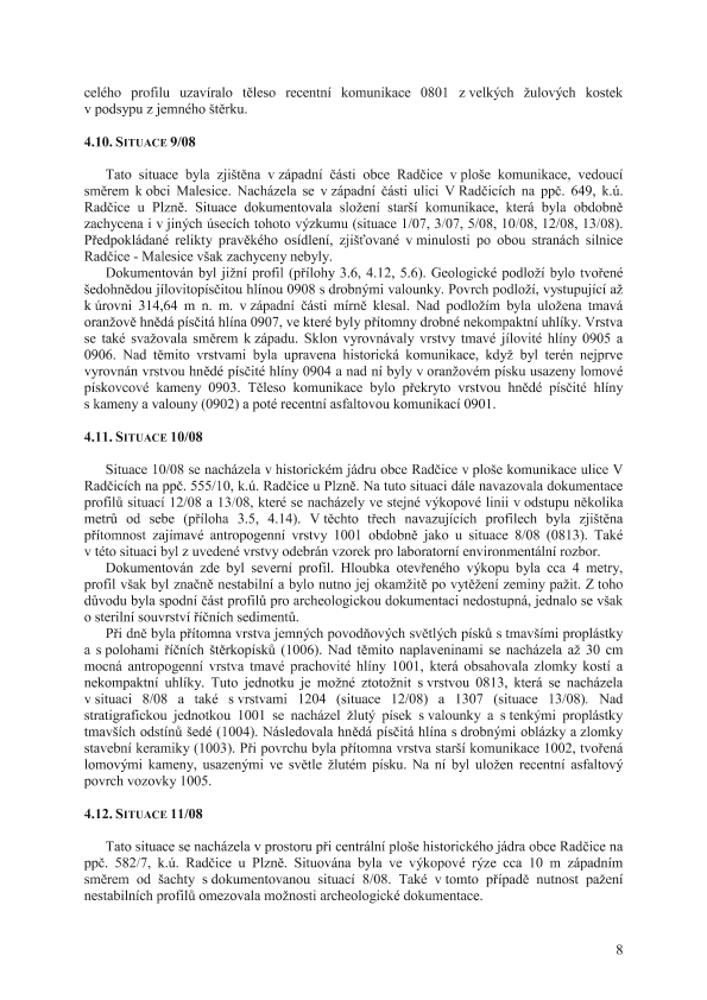 celého profilu uzavíralo těleso recentní komunikace 0801 z velkých žulových kostek
v podsypu z jemného štěrku.
4.10. SITUACE 9/08
Tato situace byla zjištěna v západní části obce Radčice v ploše komunikace, vedoucí
směrem k obci Malesice. Nacházela se v západní části ulici V Radčicích na ppč. 649, k.ú.
Radčice u Plzně. Situace dokumentovala složení starší komunikace, která byla obdobně
zachycena i v jiných úsecích tohoto výzkumu (situace 1/07, 3/07, 5/08, 10/08, 12/08, 13/08).
Předpokládané relikty pravěkého osídlení, zjišťované v minulosti po obou stranách silnice
Radčice - Malesice však zachyceny nebyly.
Dokumentován byl jižní profil (přílohy 3.6, 4.12, 5.6). Geologické podloží bylo tvořené
šedohnědou jílovitopísčitou hlínou 0908 s drobnými valounky. Povrch podloží, vystupující až
k úrovni 314,64 m n. m. v západní části mírně klesal. Nad podložím byla uložena tmavá
oranžově hnědá písčitá hlína 0907, ve které byly přítomny drobné nekompaktní uhlíky. Vrstva
se také svažovala směrem k západu. Sklon vyrovnávaly vrstvy tmavé jílovité hlíny 0905 a
0906. Nad těmito vrstvami byla upravena historická komunikace, když byl terén nejprve
vyrovnán vrstvou hnědé písčité hlíny 0904 a nad ní byly v oranžovém písku usazeny lomové
pískovcové kameny 0903. Těleso komunikace bylo překryto vrstvou hnědé písčité hlíny
s kameny a valouny (0902) a poté recentní asfaltovou komunikací 0901.
4.11. SITUACE 10/08
Situace 10/08 se nacházela v historickém jádru obce Radčice v ploše komunikace ulice V
Radčicích na ppč. 555/10, k.ú. Radčice u Plzně. Na tuto situaci dále navazovala dokumentace
profilů situací 12/08 a 13/08, které se nacházely ve stejné výkopové linii v odstupu několika
metrů od sebe (příloha 3.5, 4.14). V těchto třech navazujících profilech byla zjištěna
přítomnost zajímavé antropogenní vrstvy 1001 obdobně jako u situace 8/08 (0813). Také
v této situaci byl z uvedené vrstvy odebrán vzorek pro laboratorní environmentální rozbor.
Dokumentován zde byl severní profil. Hloubka otevřeného výkopu byla cca 4 metry,
profil však byl značně nestabilní a bylo nutno jej okamžitě po vytěžení zeminy pažit. Z toho
důvodu byla spodní část profilů pro archeologickou dokumentaci nedostupná, jednalo se však
o sterilní souvrství říčních sedimentů.
Při dně byla přítomna vrstva jemných povodňových světlých písků s tmavšími proplástky
a s polohami říčních štěrkopísků (1006). Nad těmito naplaveninami se nacházela až 30 cm
mocná antropogenní vrstva tmavé prachovité hlíny 1001, která obsahovala zlomky kostí a
nekompaktní uhlíky. Tuto jednotku je možné ztotožnit s vrstvou 0813, která se nacházela
v situaci 8/08 a také s vrstvami 1204 (situace 12/08) a 1307 (situace 13/08). Nad
stratigrafickou jednotkou 1001 se nacházel žlutý písek s valounky a s tenkými proplástky
tmavších odstínů šedé (1004). Následovala hnědá písčitá hlína s drobnými oblázky a zlomky
stavební keramiky (1003). Při povrchu byla přítomna vrstva starší komunikace 1002, tvořená
lomovými kameny, usazenými ve světle žlutém písku. Na ní byl uložen recentní asfaltový
povrch vozovky 1005.
4.12. SITUACE 11/08
Tato situace se nacházela v prostoru při centrální ploše historického jádra obce Radčice na
ppč. 582/7, k.ú. Radčice u Plzně. Situována byla ve výkopové rýze cca 10 m západním
směrem od šachty s dokumentovanou situací 8/08. Také v tomto případě nutnost pažení
nestabilních profilů omezovala možnosti archeologické dokumentace.
8